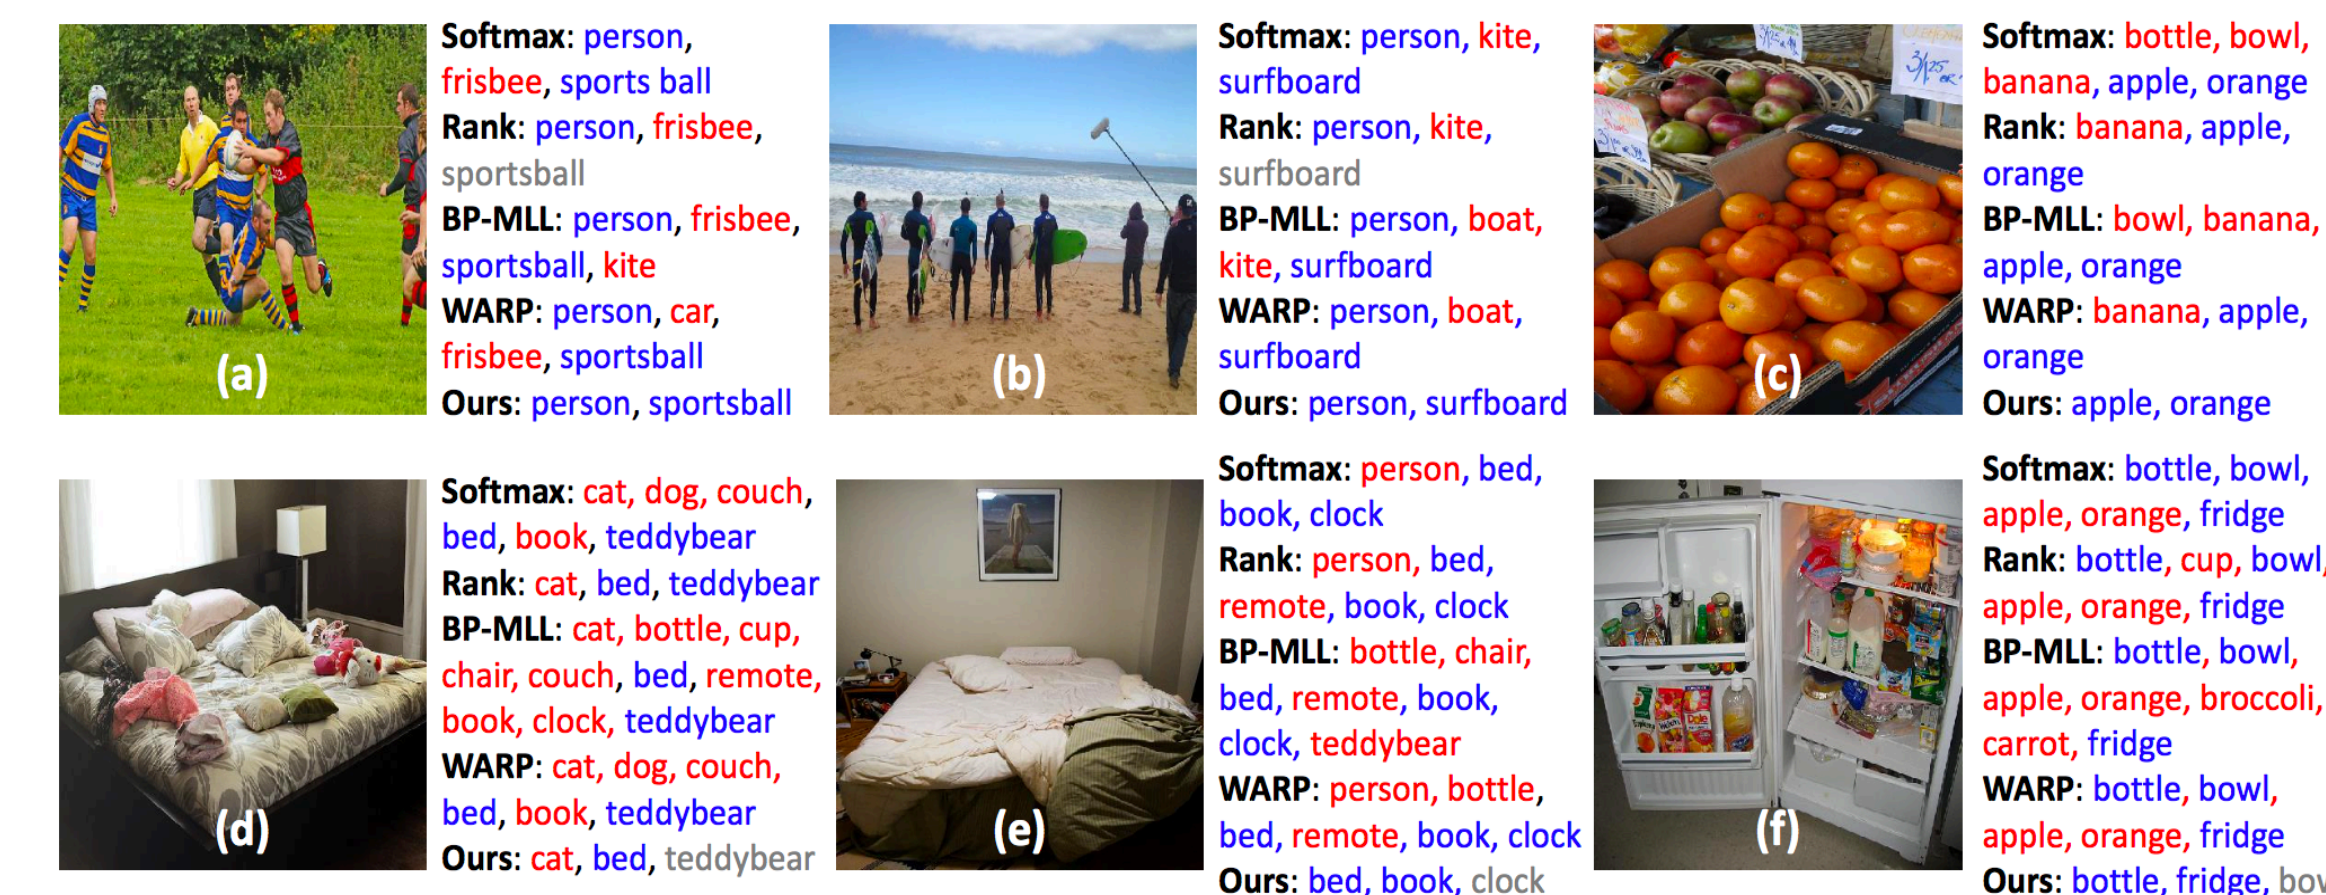 Softmax: person,
frisbee, sports ball
Rank: person, frisbee,
sportsball
BP-MLL: person, frisbee,
sportsball, kite
WARP: person, car,
frisbee, sportsball
Ours: person, sportsball
(a)
Softmax: person, kite,
surfboard
Rank: person, kite,
surfboard
BP-MLL: person, boat,
kite, surfboard
WARP: person, boat,
surfboard
Ours: person, surfboard
(b)
Softmax: bottle, bowl,
banana, apple, orange
Rank: banana, apple,
orange
BP-MLL: bowl, banana,
apple, orange
WARP: banana, apple,
orange
Ours: apple, orange
(c)
Softmax: cat, dog, couch,
bed, book, teddybear
Rank: cat, bed, teddybear
BP-MLL: cat, bottle, cup,
chair, couch, bed, remote,
book, clock, teddybear
WARP: cat, dog, couch,
bed, book, teddybear
Ours: cat, bed, teddybear
(d)
Softmax: person, bed,
book, clock
Rank: person, bed,
remote, book, clock
BP-MLL: bottle, chair,
bed, remote, book,
clock, teddybear
WARP: person, bottle,
bed, remote, book, clock
Ours: bed, book, clock
(e)
Softmax: bottle, bowl,
apple, orange, fridge
Rank: bottle, cup, bowl,
apple, orange, fridge
BP-MLL: bottle, bowl,
apple, orange, broccoli,
carrot, fridge
WARP: bottle, bowl,
apple, orange, fridge
Ours: bottle, fridge,
Dole
(f)